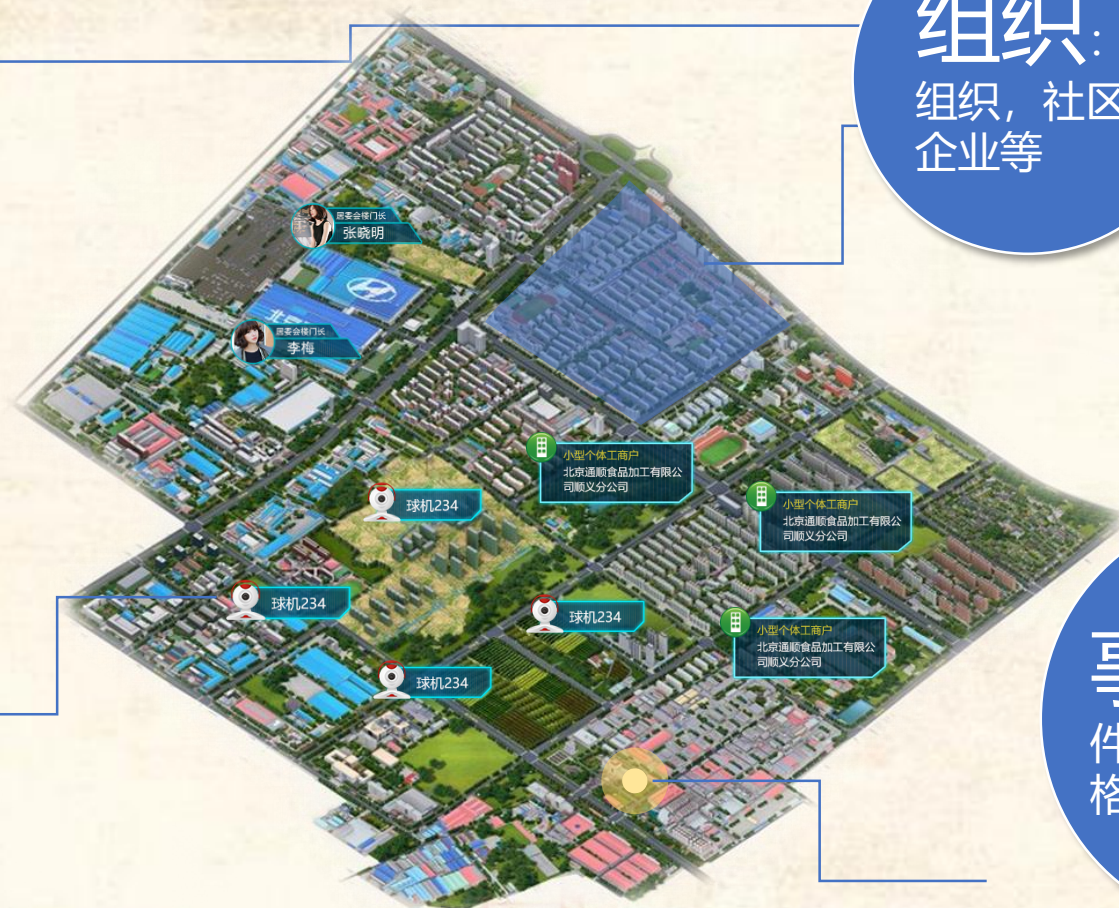 组织：
组织，社区
企业等
居委会楼门长
张晓明
北京
居委会楼门长
李梅
小型个体工商户
北京通顺食品加工有限公
司顺义分公司
球机234
小型个体工商户
北京通顺食品加工有限公
司顺义分公司
球机234
球机234
小型个体工商户
北京通顺食品加工有限公
司顺义分公司
球机234
事
件
格